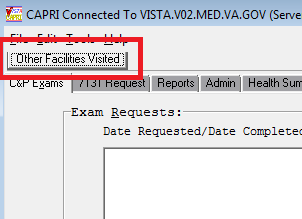 CAPRI Connected To VISTA.V02.MED.VA.GOV (Serve
File Edit Tools Help
Other Facilities Visited
C&P Exams 7131 Request Reports Admin Health Sum
Exam Requests:
Date Requested/Date Completed